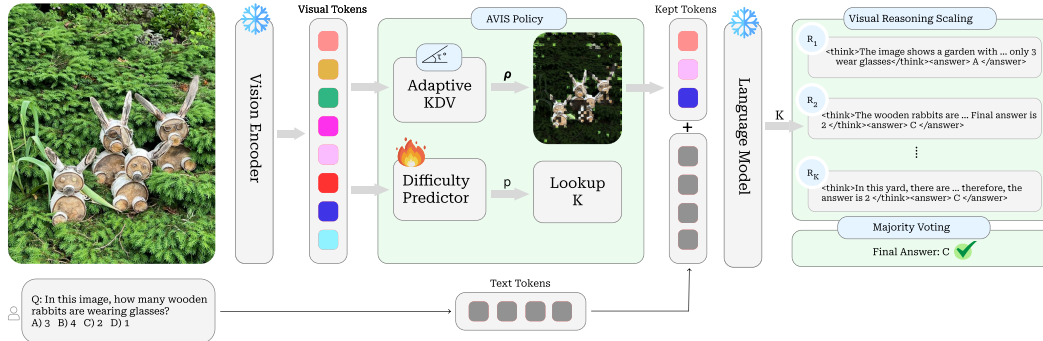 Visual Tokens
AVIS Policy
Kept Tokens
Visual Reasoning Scaling
Vision Encoder
τ°
Adaptive
KDV
ρ
Difficulty
Predictor
p
Lookup
K
+
Language Model
K
R1
<think>The image shows a garden with ... only 3
wear glasses</think><answer> A </answer>
R2
<think>The wooden rabbits are ... Final answer is
2 </think><answer> C </answer>
⋮
RK
<think>In this yard, there are ... therefore, the
answer is 2 </think><answer> C </answer>
Majority Voting
Final Answer: C
Text Tokens
Q: In this image, how many wooden
rabbits are wearing glasses?
A) 3 B) 4 C) 2 D) 1